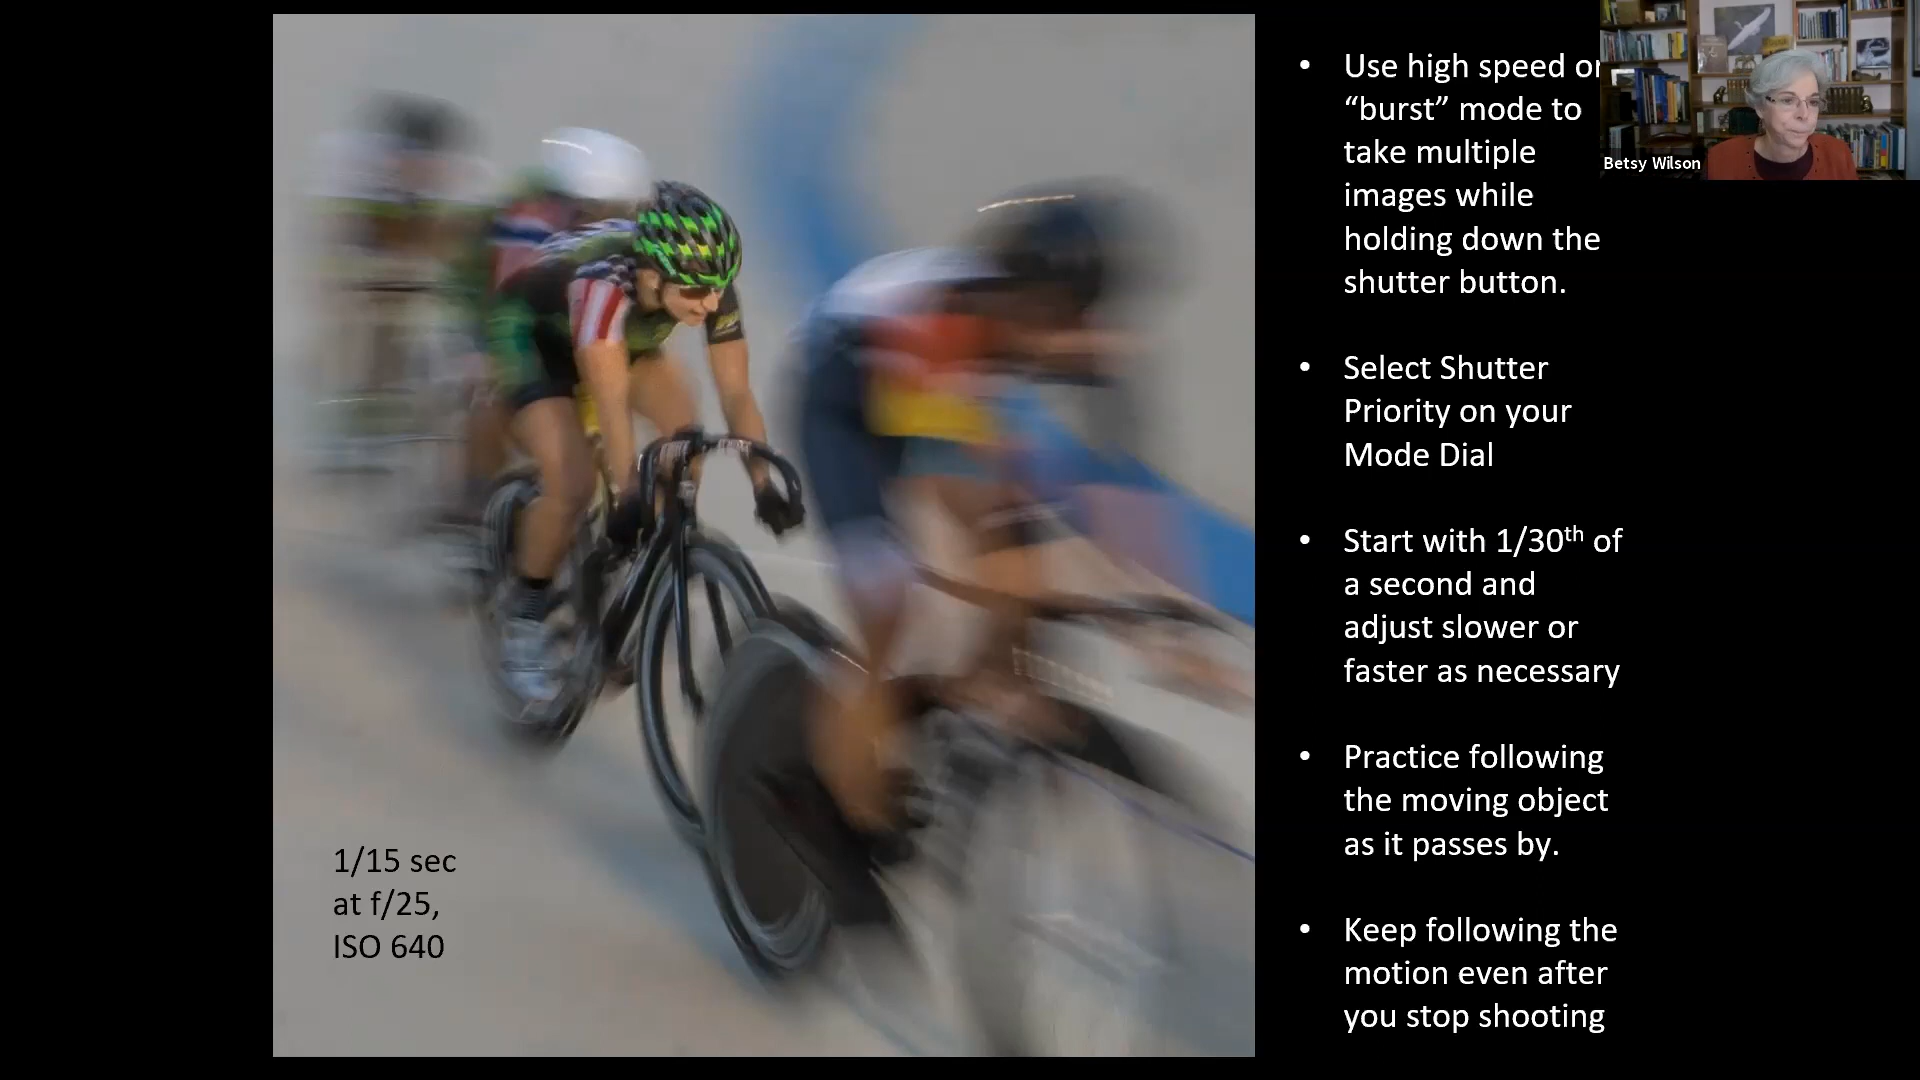 Use high speed or
“burst” mode to
take multiple
images while
holding down the
shutter button.
Select Shutter
Priority on your
Mode Dial
Start with 1/30th of
a second and
adjust slower or
faster as necessary
Practice following
the moving object
as it passes by.
Keep following the
motion even after
you stop shooting
1/15 sec
at f/25,
ISO 640
Betsy Wilson